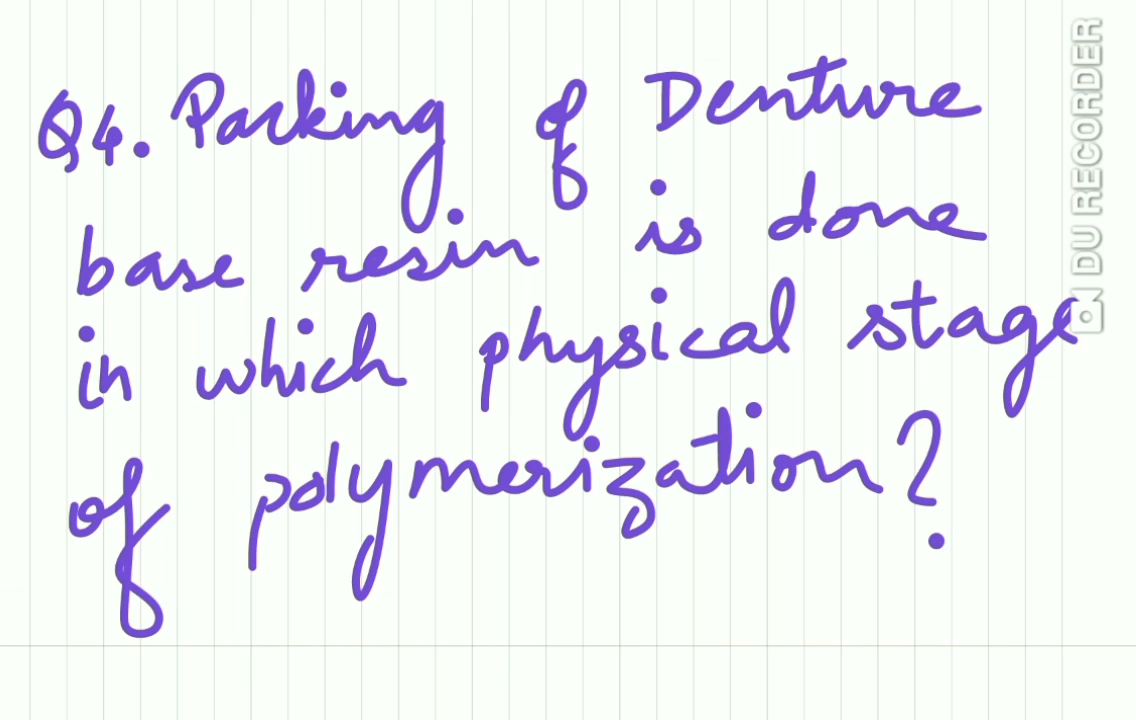 Q4. Packing of Denture
base resin is done
in which physical stage
of polymerization?
DU RECORDER